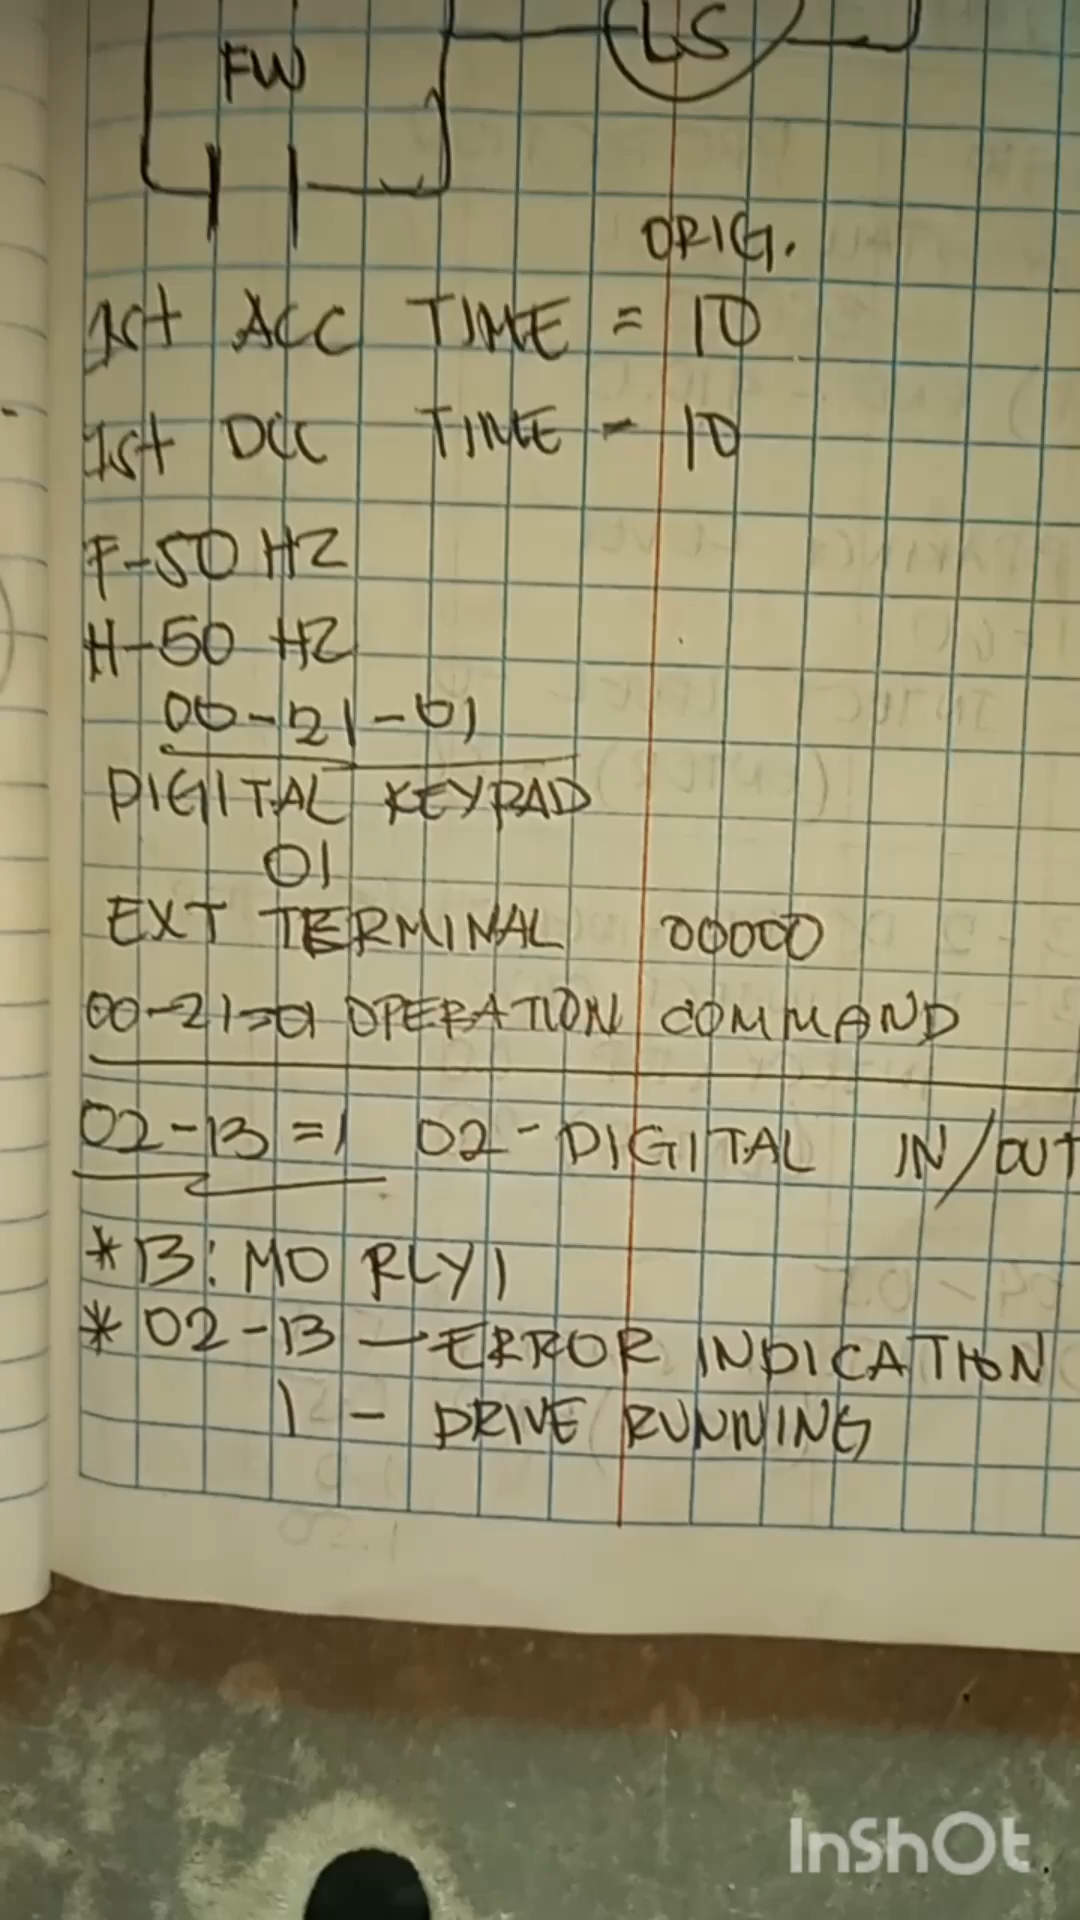 FW LS
ORIG.
1st ACC TIME = 10
1st DCC TIME - 10
F-50 HZ
H-50 HZ
00-21-01
DIGITAL KEYPAD
01
EXT TERMINAL 00000
00-21=01 OPERATION COMMAND
02-13=1 02-DIGITAL IN/OUT
*13: MO RLY1
* 02-13 - ERROR INDICATION
1 - DRIVE RUNNING
InShOt